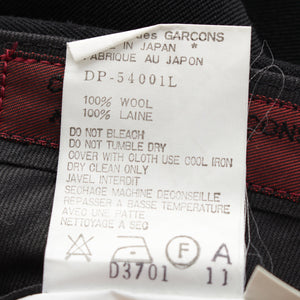 des GARCONS
IN JAPAN *
FABRIQUE AU JAPON
DP-54001L
100% WOOL
100% LAINE
DO NOT BLEACH
DO NOT TUMBLE DRY
COVER WITH CLOTH USE COOL IRON
DRY CLEAN ONLY
JAVEL INTERDIT
SECHAGE MACHINE DECONSEILLE
REPASSER A BASSE TEMPERATURE
AVEC UNE PATTE
NETTOYAGE A SEC
F A
D3701 11